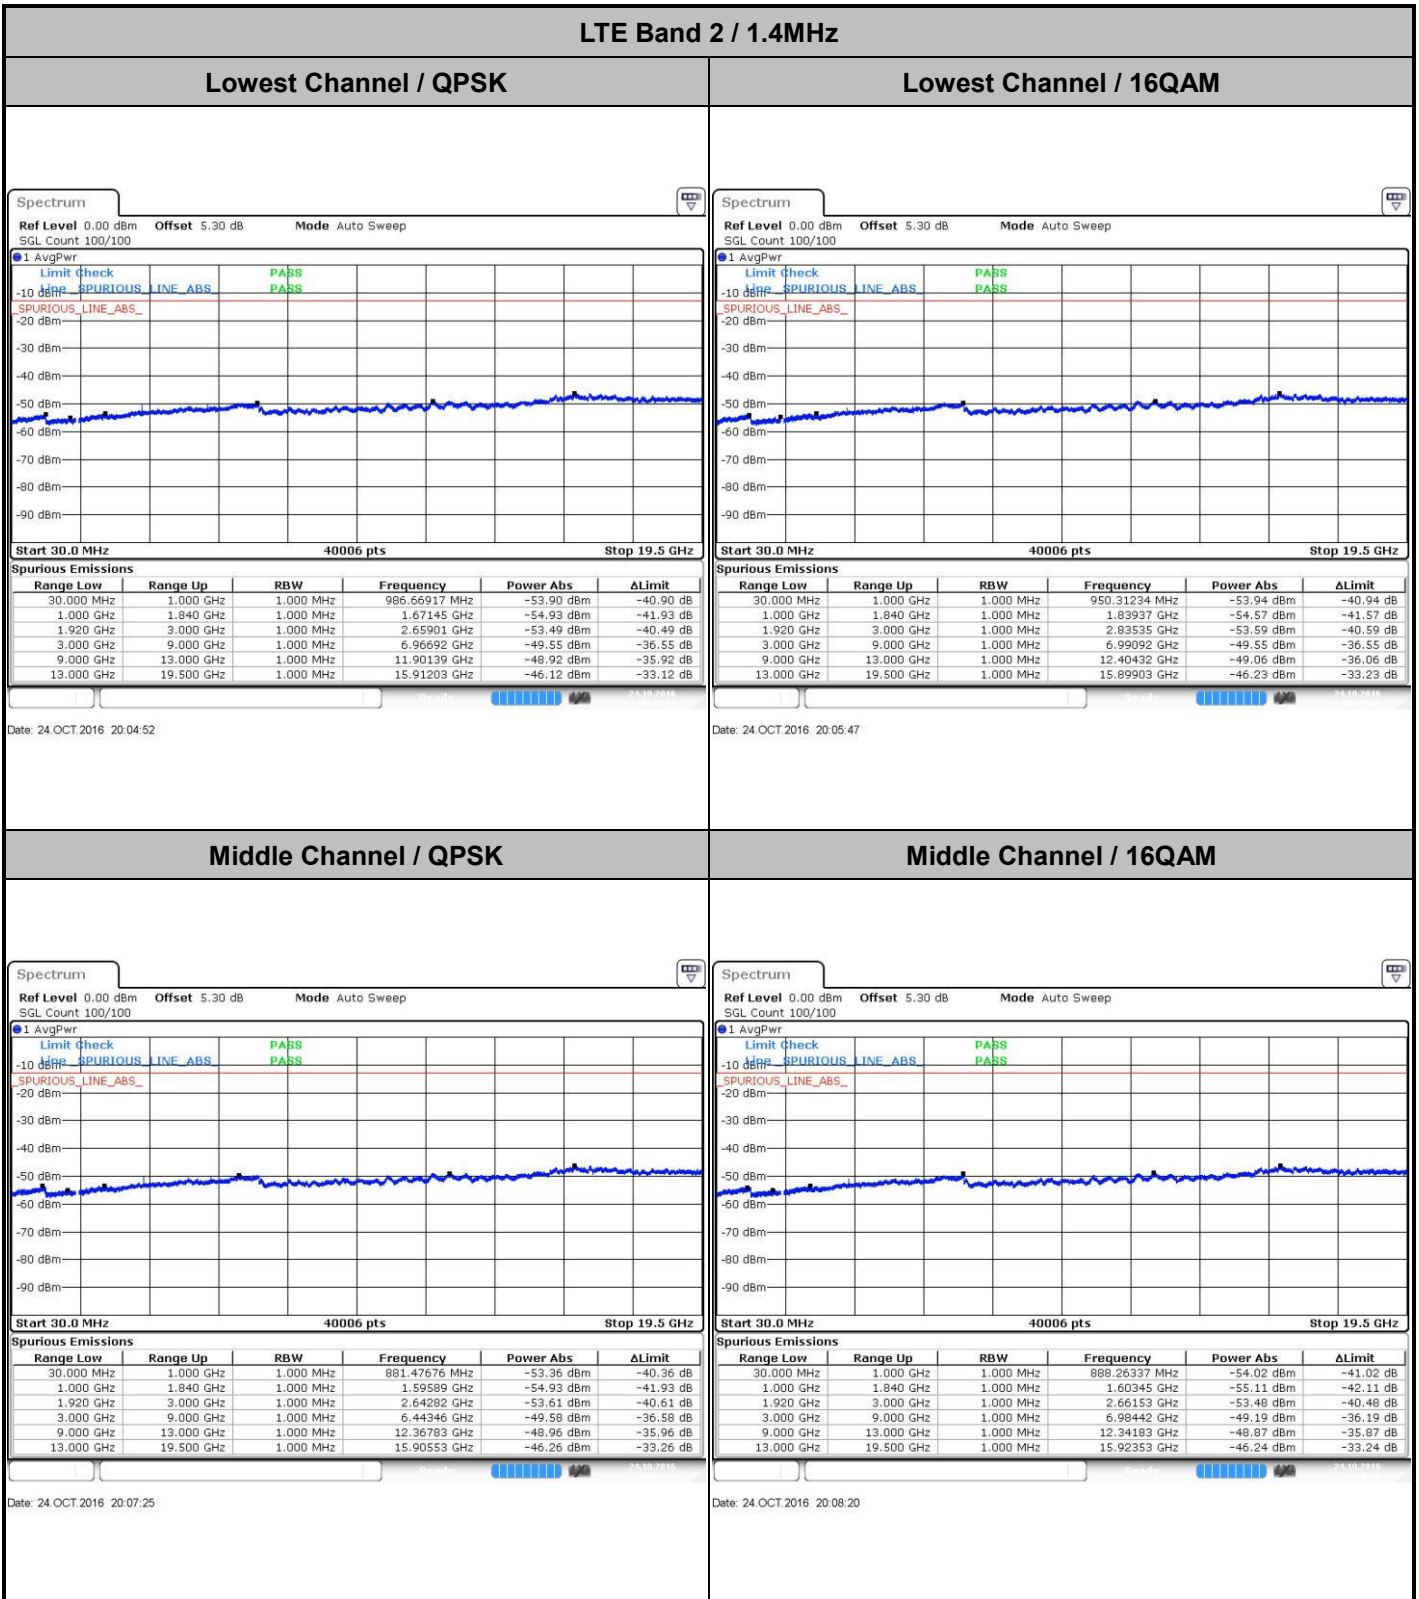 LTE Band 2 / 1.4MHz
Lowest Channel / QPSK
Lowest Channel / 16QAM
Spectrum
Ref Level 0.00 dBm Offset 5.30 dB Mode Auto Sweep
SGL Count 100/100
1 AvgPwr
Limit Check PASS
Line _SPURIOUS_LINE_ABS_ PASS
-10 dBm
_SPURIOUS_LINE_ABS_
-20 dBm
-30 dBm
-40 dBm
-50 dBm
-60 dBm
-70 dBm
-80 dBm
-90 dBm
Start 30.0 MHz 40006 pts Stop 19.5 GHz
Spurious Emissions
Range Low Range Up RBW Frequency Power Abs ΔLimit
30.000 MHz 1.000 GHz 1.000 MHz 986.66917 MHz -53.90 dBm -40.90 dB
1.000 GHz 1.840 GHz 1.000 MHz 1.67145 GHz -54.93 dBm -41.93 dB
1.920 GHz 3.000 GHz 1.000 MHz 2.65901 GHz -53.49 dBm -40.49 dB
3.000 GHz 9.000 GHz 1.000 MHz 6.96692 GHz -49.55 dBm -36.55 dB
9.000 GHz 13.000 GHz 1.000 MHz 11.90139 GHz -48.92 dBm -35.92 dB
13.000 GHz 19.500 GHz 1.000 MHz 15.91203 GHz -46.12 dBm -33.12 dB
Ready 24.10.2016
Date: 24.OCT.2016 20:04:52
Spectrum
Ref Level 0.00 dBm Offset 5.30 dB Mode Auto Sweep
SGL Count 100/100
1 AvgPwr
Limit Check PASS
Line _SPURIOUS_LINE_ABS_ PASS
-10 dBm
_SPURIOUS_LINE_ABS_
-20 dBm
-30 dBm
-40 dBm
-50 dBm
-60 dBm
-70 dBm
-80 dBm
-90 dBm
Start 30.0 MHz 40006 pts Stop 19.5 GHz
Spurious Emissions
Range Low Range Up RBW Frequency Power Abs ΔLimit
30.000 MHz 1.000 GHz 1.000 MHz 950.31234 MHz -53.94 dBm -40.94 dB
1.000 GHz 1.840 GHz 1.000 MHz 1.83937 GHz -54.57 dBm -41.57 dB
1.920 GHz 3.000 GHz 1.000 MHz 2.83535 GHz -53.59 dBm -40.59 dB
3.000 GHz 9.000 GHz 1.000 MHz 6.99092 GHz -49.55 dBm -36.55 dB
9.000 GHz 13.000 GHz 1.000 MHz 12.40432 GHz -49.06 dBm -36.06 dB
13.000 GHz 19.500 GHz 1.000 MHz 15.89903 GHz -46.23 dBm -33.23 dB
Ready 24.10.2016
Date: 24.OCT.2016 20:05:47
Middle Channel / QPSK
Middle Channel / 16QAM
Spectrum
Ref Level 0.00 dBm Offset 5.30 dB Mode Auto Sweep
SGL Count 100/100
1 AvgPwr
Limit Check PASS
Line _SPURIOUS_LINE_ABS_ PASS
-10 dBm
_SPURIOUS_LINE_ABS_
-20 dBm
-30 dBm
-40 dBm
-50 dBm
-60 dBm
-70 dBm
-80 dBm
-90 dBm
Start 30.0 MHz 40006 pts Stop 19.5 GHz
Spurious Emissions
Range Low Range Up RBW Frequency Power Abs ΔLimit
30.000 MHz 1.000 GHz 1.000 MHz 881.47676 MHz -53.36 dBm -40.36 dB
1.000 GHz 1.840 GHz 1.000 MHz 1.59589 GHz -54.93 dBm -41.93 dB
1.920 GHz 3.000 GHz 1.000 MHz 2.64282 GHz -53.61 dBm -40.61 dB
3.000 GHz 9.000 GHz 1.000 MHz 6.44346 GHz -49.58 dBm -36.58 dB
9.000 GHz 13.000 GHz 1.000 MHz 12.36783 GHz -48.96 dBm -35.96 dB
13.000 GHz 19.500 GHz 1.000 MHz 15.90553 GHz -46.26 dBm -33.26 dB
Ready 24.10.2016
Date: 24.OCT.2016 20:07:25
Spectrum
Ref Level 0.00 dBm Offset 5.30 dB Mode Auto Sweep
SGL Count 100/100
1 AvgPwr
Limit Check PASS
Line _SPURIOUS_LINE_ABS_ PASS
-10 dBm
_SPURIOUS_LINE_ABS_
-20 dBm
-30 dBm
-40 dBm
-50 dBm
-60 dBm
-70 dBm
-80 dBm
-90 dBm
Start 30.0 MHz 40006 pts Stop 19.5 GHz
Spurious Emissions
Range Low Range Up RBW Frequency Power Abs ΔLimit
30.000 MHz 1.000 GHz 1.000 MHz 888.26337 MHz -54.02 dBm -41.02 dB
1.000 GHz 1.840 GHz 1.000 MHz 1.60345 GHz -55.11 dBm -42.11 dB
1.920 GHz 3.000 GHz 1.000 MHz 2.66153 GHz -53.48 dBm -40.48 dB
3.000 GHz 9.000 GHz 1.000 MHz 6.98442 GHz -49.19 dBm -36.19 dB
9.000 GHz 13.000 GHz 1.000 MHz 12.34183 GHz -48.87 dBm -35.87 dB
13.000 GHz 19.500 GHz 1.000 MHz 15.92353 GHz -46.24 dBm -33.24 dB
Ready 24.10.2016
Date: 24.OCT.2016 20:08:20